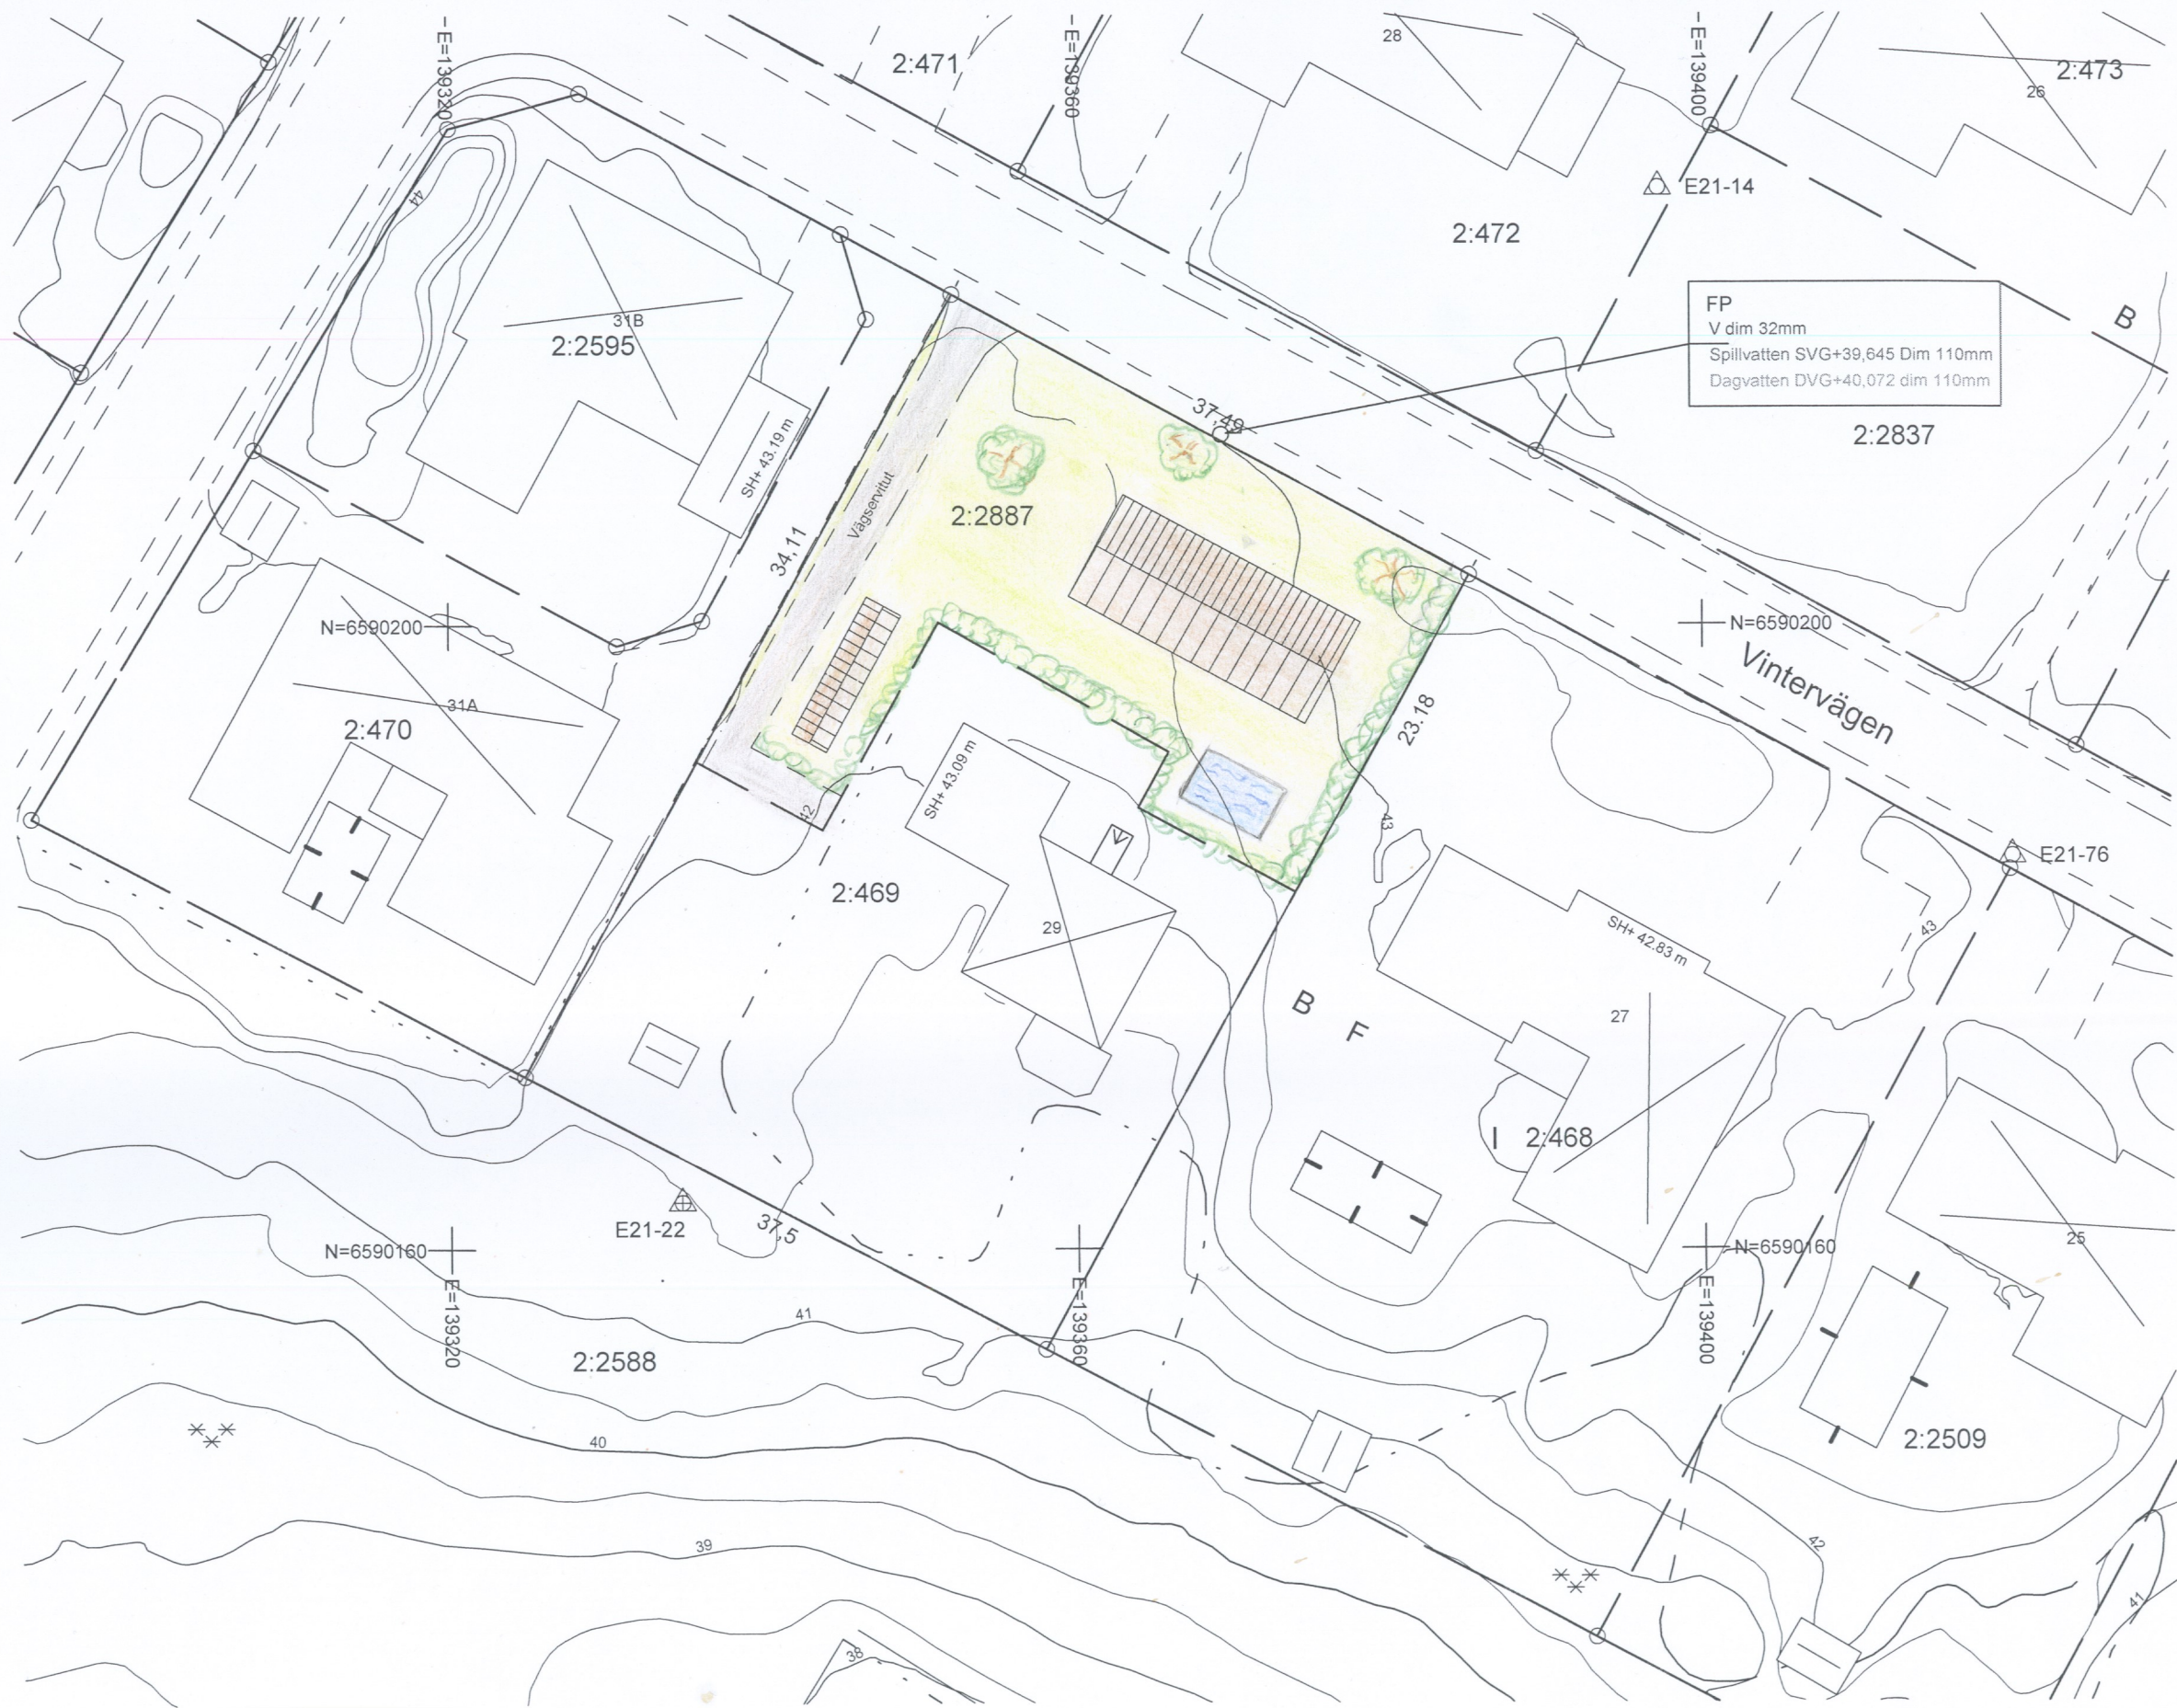 E=139320
2:471
E=139360
28
E=139400
2:473
26
E21-14
44
2:472
FP
V dim 32mm
Spillvatten SVG+39,645 Dim 110mm
Dagvatten DVG+40,072 dim 110mm
B
31B
2:2595
37,49
2:2837
SH+ 43.19 m
Vägservitut
2:2887
34,11
N=6590200
N=6590200
Vintervägen
31A
2:470
23.18
SH+ 43.09 m
42
43
E21-76
2:469
29
SH+ 42.83 m
43
B
F
27
2:468
E21-22
37,5
N=6590160
N=6590160
25
E=139320
41
E=139360
E=139400
2:2588
40
2:2509
39
42
41
38